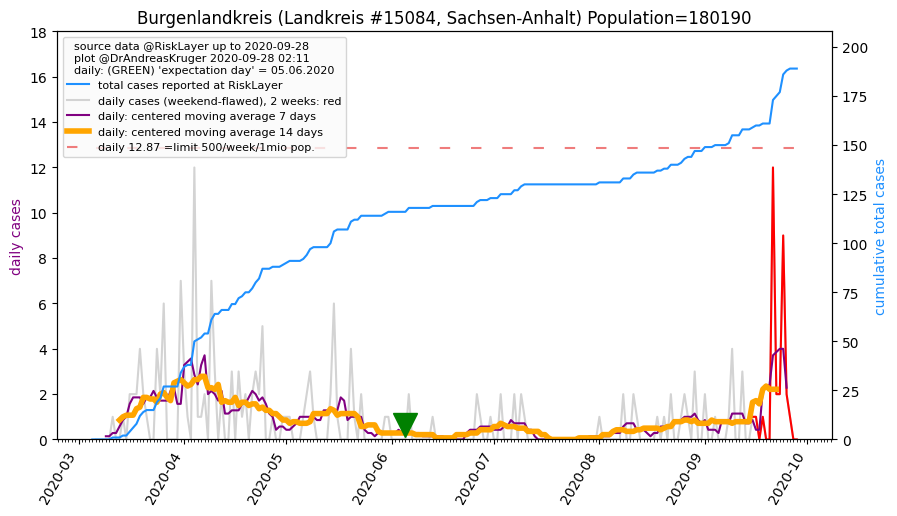 Burgenlandkreis (Landkreis #15084, Sachsen-Anhalt) Population=180190
source data @RiskLayer up to 2020-09-28
plot @DrAndreasKruger 2020-09-28 02:11
daily: (GREEN) 'expectation day' = 05.06.2020
total cases reported at RiskLayer
daily cases (weekend-flawed), 2 weeks: red
daily: centered moving average 7 days
daily: centered moving average 14 days
daily 12.87 =limit 500/week/1mio pop.
daily cases
18
16
14
12
10
8
6
4
2
0
cumulative total cases
200
175
150
125
100
75
50
25
0
2020-03
2020-04
2020-05
2020-06
2020-07
2020-08
2020-09
2020-10